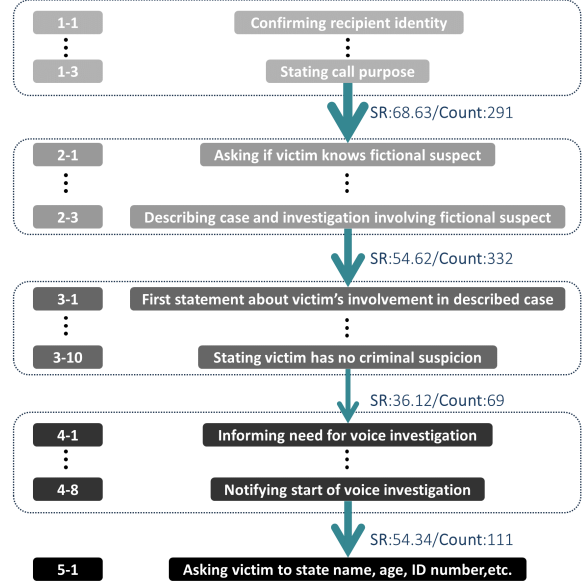 1-1 Confirming recipient identity
1-3 Stating call purpose
SR:68.63/Count:291
2-1 Asking if victim knows fictional suspect
2-3 Describing case and investigation involving fictional suspect
SR:54.62/Count:332
3-1 First statement about victim's involvement in described case
3-10 Stating victim has no criminal suspicion
SR:36.12/Count:69
4-1 Informing need for voice investigation
4-8 Notifying start of voice investigation
SR:54.34/Count:111
5-1 Asking victim to state name, age, ID number,etc.